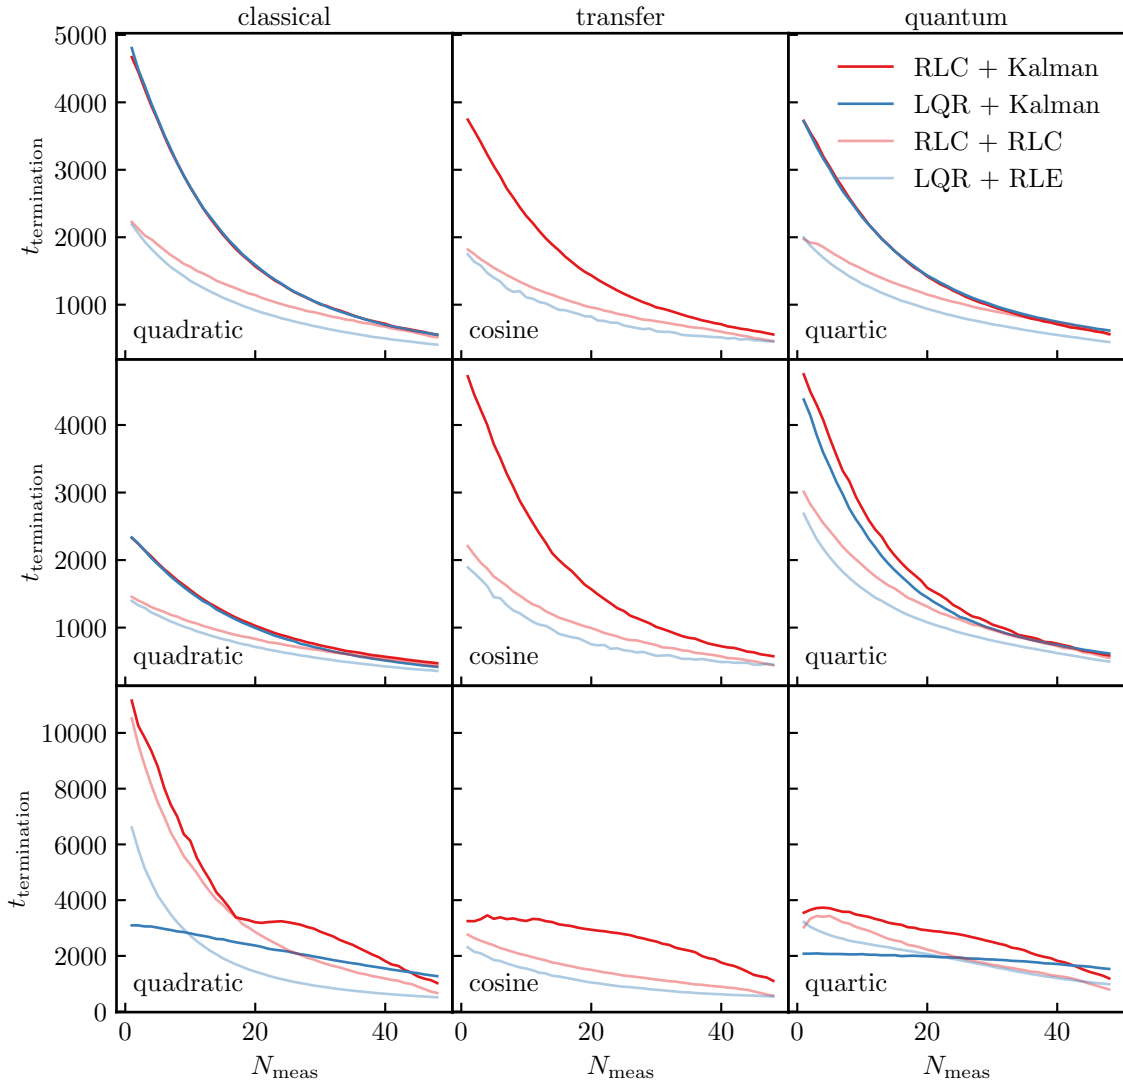 classical transfer quantum
5000
4000
3000
2000
1000
t_termination
quadratic
cosine
RLC + Kalman
LQR + Kalman
RLC + RLC
LQR + RLE
quartic
4000
3000
2000
1000
t_termination
quadratic
cosine
quartic
10000
8000
6000
4000
2000
0
t_termination
quadratic
cosine
quartic
0 20 40
0 20 40
0 20 40
N_meas
N_meas
N_meas